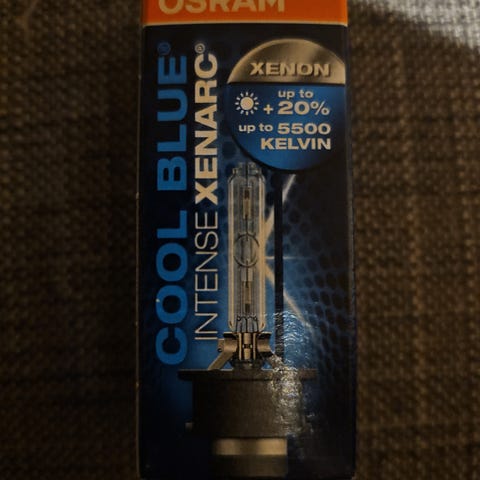 OSRAM
COOL BLUE®
INTENSE XENARC®
XENON
up to
+ 20%
up to 5500
KELVIN